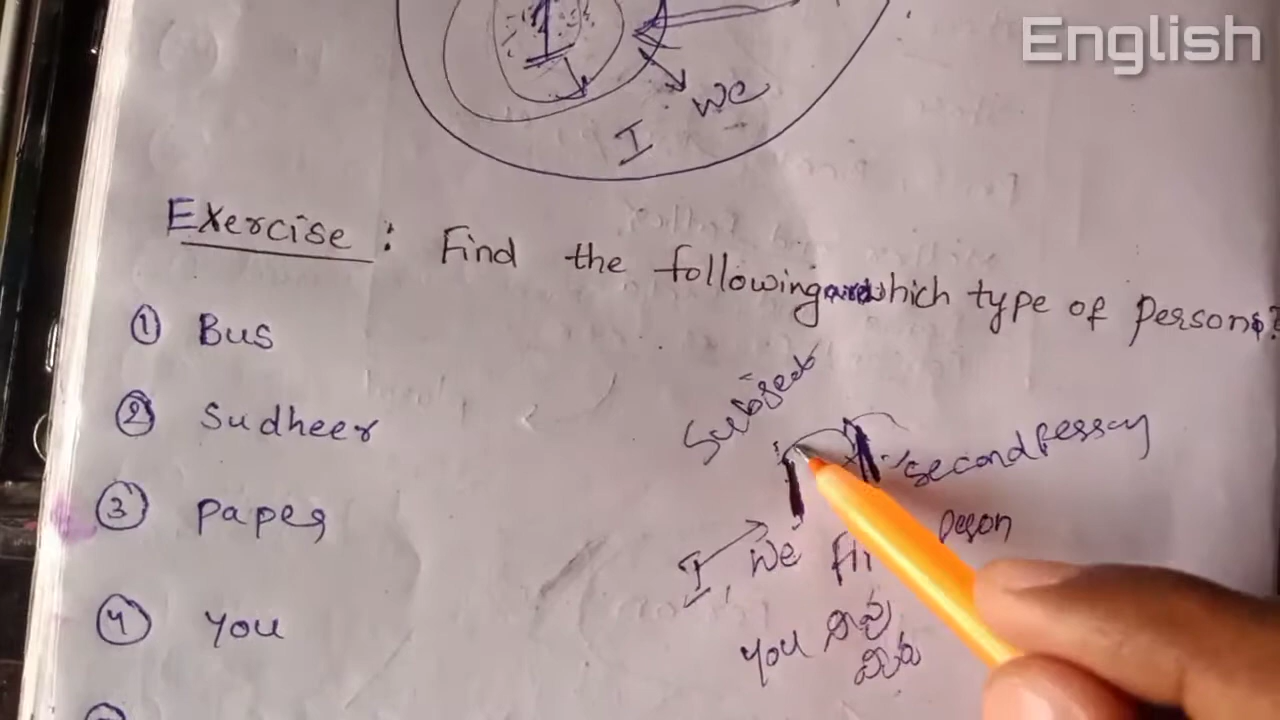 English
I
we
I
Exercise : Find the following are which type of persons?
① Bus
② Sudheer
③ paper
④ you
Subject
second person
I, we
person
you నీవు
మీరు